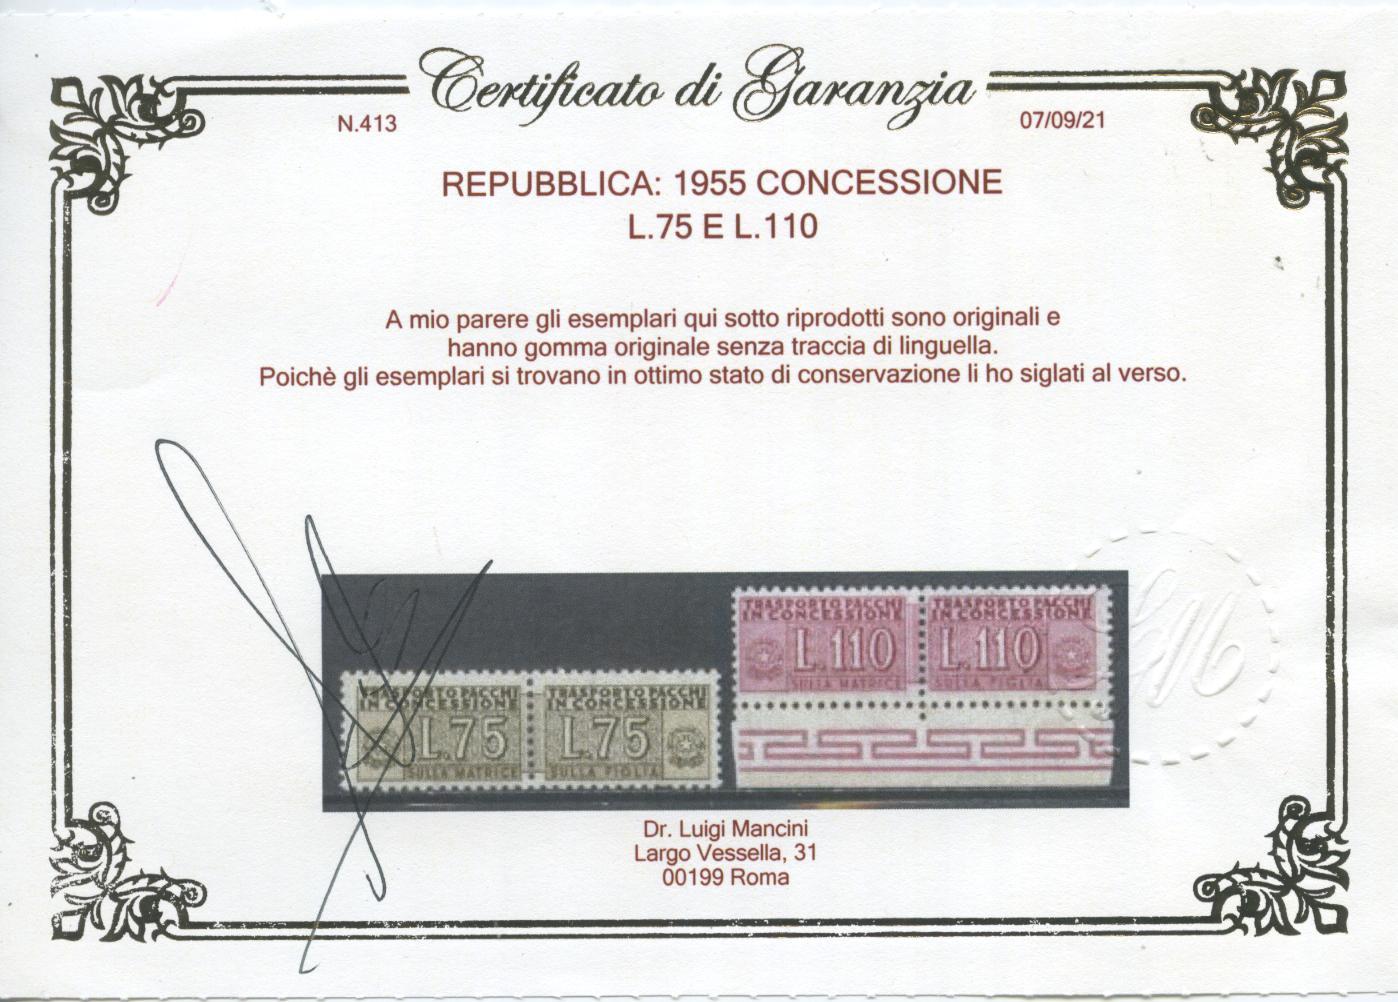 Certificato di Garanzia
N.413
07/09/21
REPUBBLICA: 1955 CONCESSIONE
L.75 E L.110
A mio parere gli esemplari qui sotto riprodotti sono originali e
hanno gomma originale senza traccia di linguella.
Poichè gli esemplari si trovano in ottimo stato di conservazione li ho siglati al verso.
TRASPORTO PACCHI
IN CONCESSIONE
L.75
SULLA MATRICE
TRASPORTO PACCHI
IN CONCESSIONE
L.75
SULLA FIGLIA
TRASPORTO PACCHI
IN CONCESSIONE
L.110
SULLA MATRICE
TRASPORTO PACCHI
IN CONCESSIONE
L.110
SULLA FIGLIA
Dr. Luigi Mancini
Largo Vessella, 31
00199 Roma